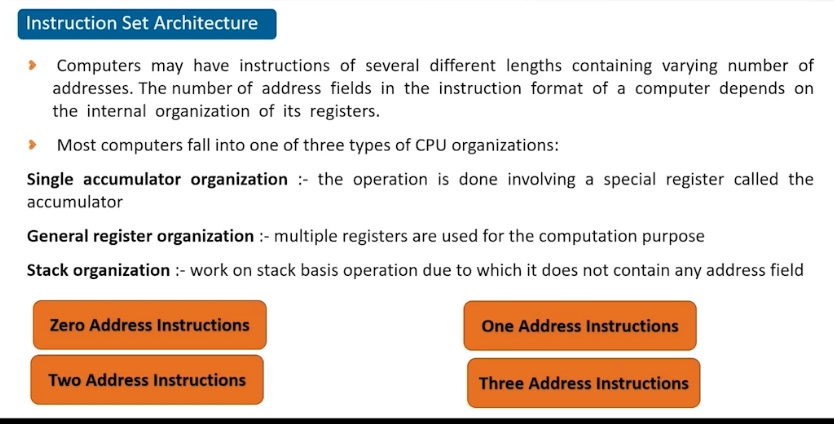 Instruction Set Architecture
Computers may have instructions of several different lengths containing varying number of
addresses. The number of address fields in the instruction format of a computer depends on
the internal organization of its registers.
Most computers fall into one of three types of CPU organizations:
Single accumulator organization :- the operation is done involving a special register called the
accumulator
General register organization :- multiple registers are used for the computation purpose
Stack organization :- work on stack basis operation due to which it does not contain any address field
Zero Address Instructions
One Address Instructions
Two Address Instructions
Three Address Instructions